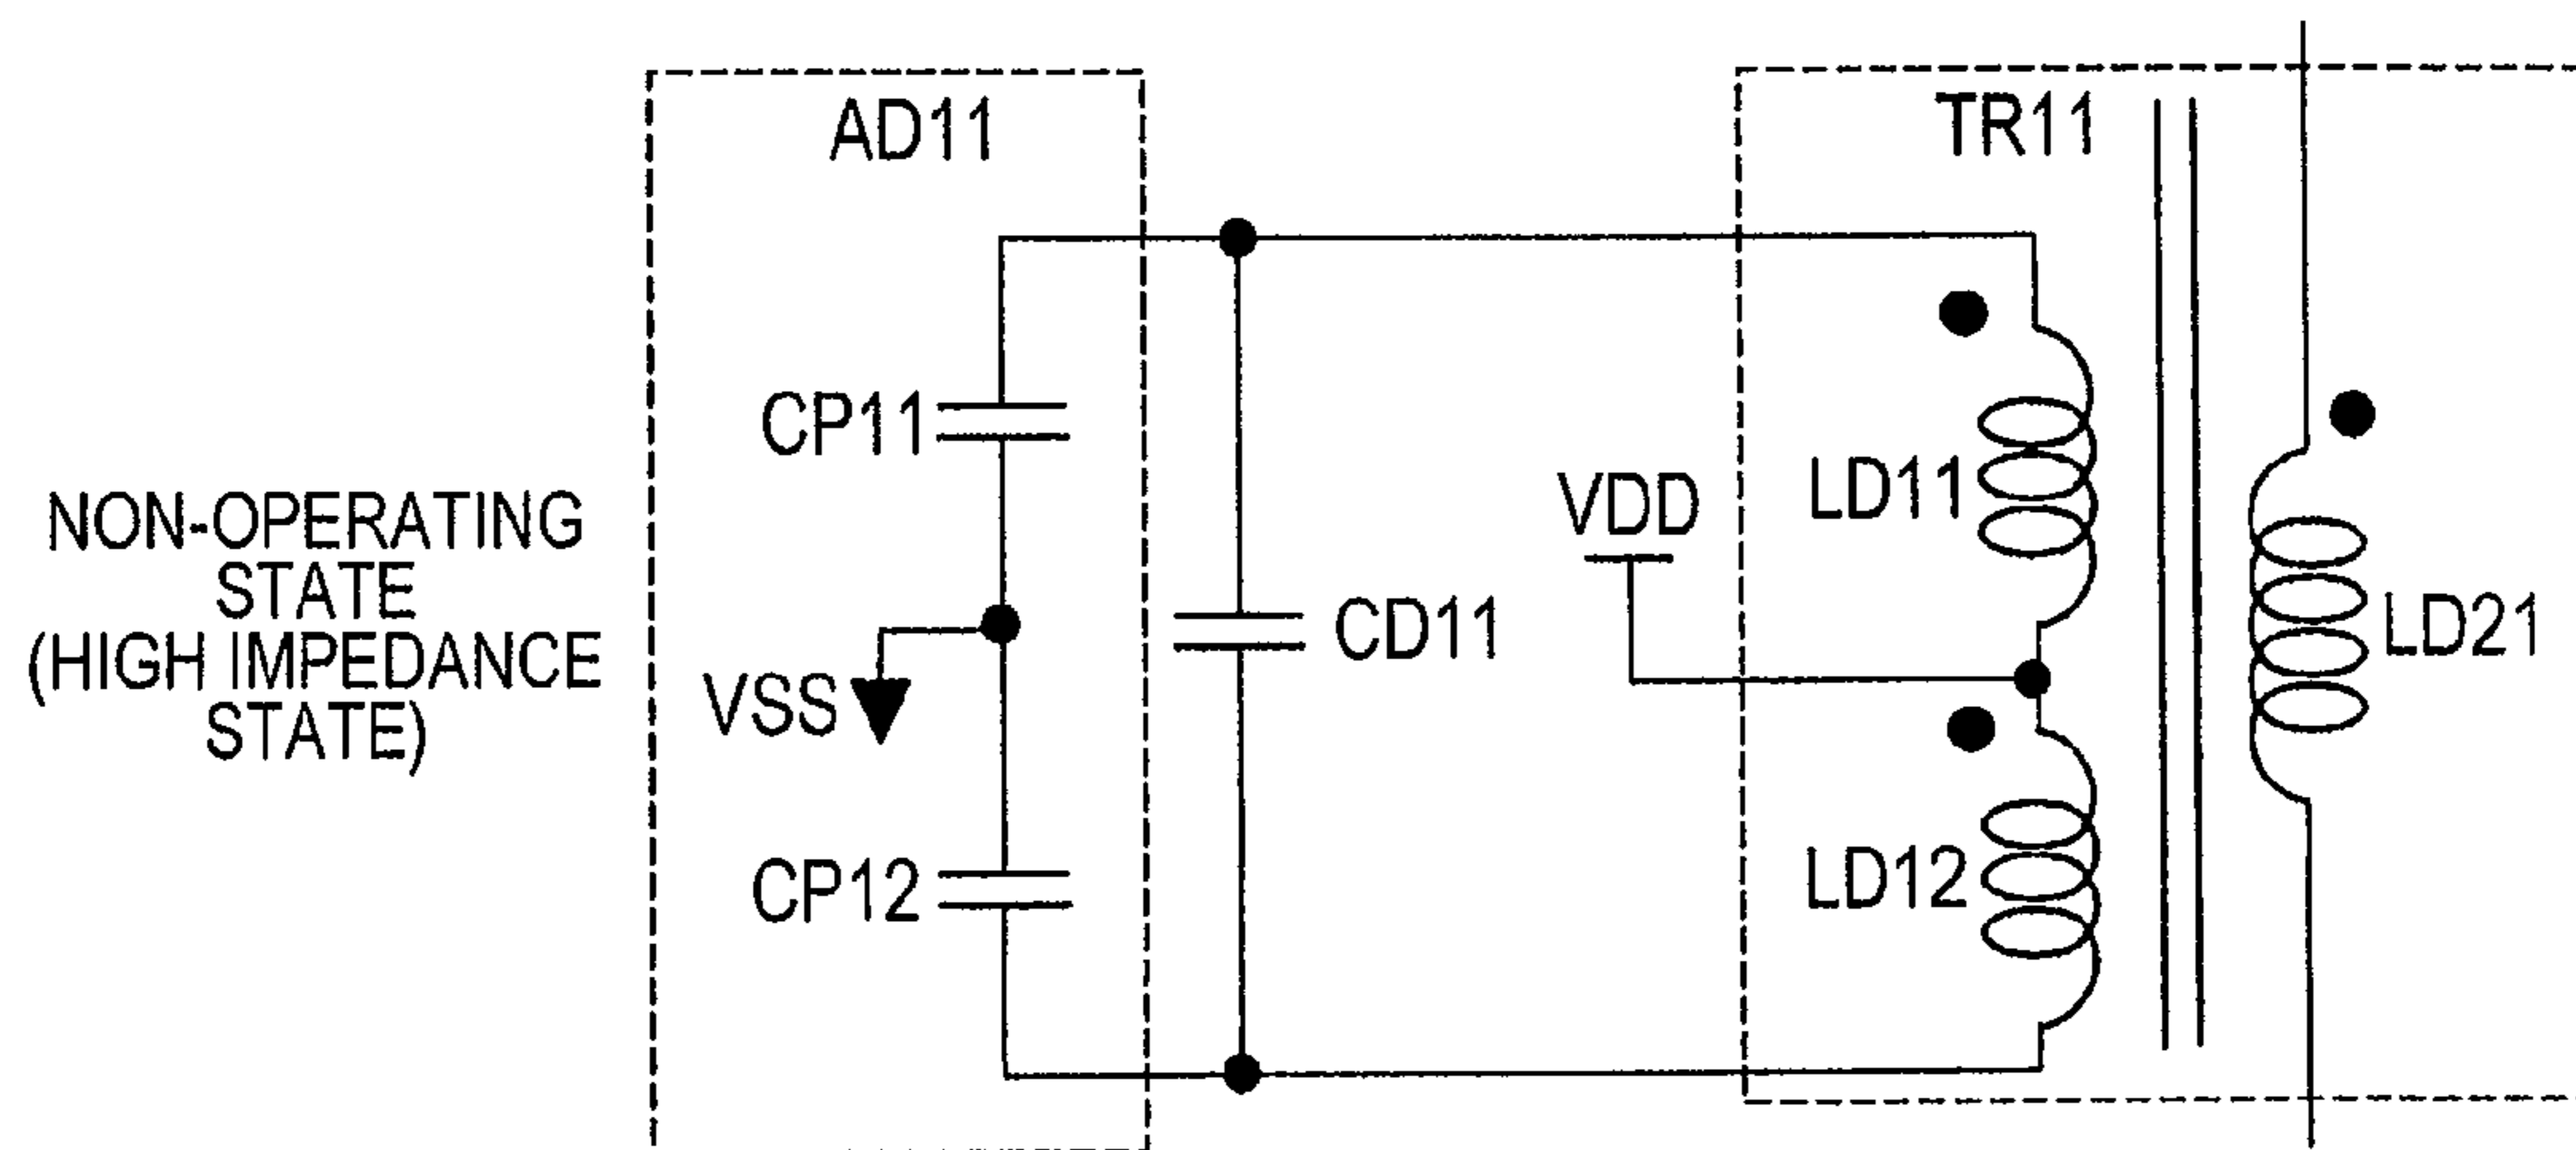 AD11
TR11
CP11
NON-OPERATING
STATE
(HIGH IMPEDANCE
STATE)
VSS
CD11
VDD
LD11
LD21
CP12
LD12